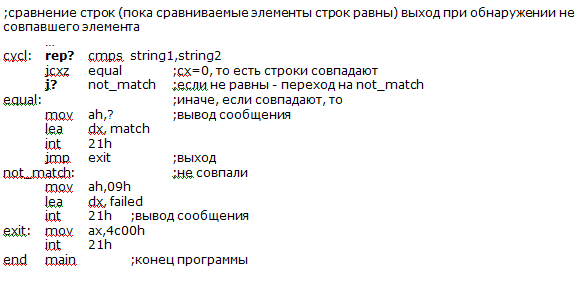 ;сравнение строк (пока сравниваемые элементы строк равны) выход при обнаружении не
совпавшего элемента
...
cycl: rep? cmps string1,string2
jcxz equal ;cx=0, то есть строки совпадают
j? not_match ;если не равны - переход на not_match
equal: ;иначе, если совпадают, то
mov ah,? ;вывод сообщения
lea dx, match
int 21h
jmp exit ;выход
not_match: ;не совпали
mov ah,09h
lea dx, failed
int 21h ;вывод сообщения
exit: mov ax,4c00h
int 21h
end main ;конец программы